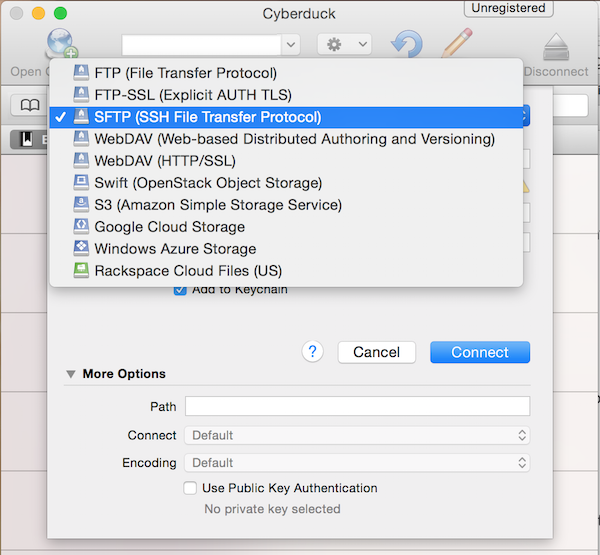 Cyberduck
Unregistered
Open
Disconnect
FTP (File Transfer Protocol)
FTP-SSL (Explicit AUTH TLS)
SFTP (SSH File Transfer Protocol)
WebDAV (Web-based Distributed Authoring and Versioning)
WebDAV (HTTP/SSL)
Swift (OpenStack Object Storage)
S3 (Amazon Simple Storage Service)
Google Cloud Storage
Windows Azure Storage
Rackspace Cloud Files (US)
Add to Keychain
?
Cancel
Connect
More Options
Path
Connect
Default
Encoding
Default
Use Public Key Authentication
No private key selected